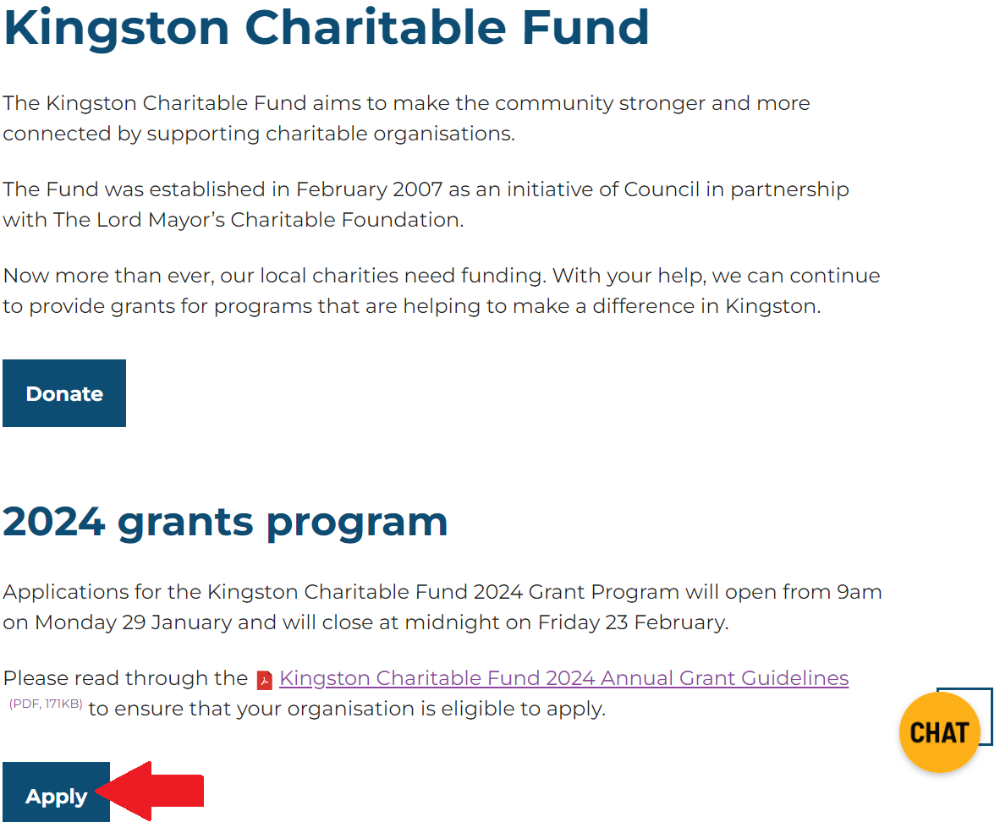 Kingston Charitable Fund
The Kingston Charitable Fund aims to make the community stronger and more
connected by supporting charitable organisations.
The Fund was established in February 2007 as an initiative of Council in partnership
with The Lord Mayor’s Charitable Foundation.
Now more than ever, our local charities need funding. With your help, we can continue
to provide grants for programs that are helping to make a difference in Kingston.
Donate
2024 grants program
Applications for the Kingston Charitable Fund 2024 Grant Program will open from 9am
on Monday 29 January and will close at midnight on Friday 23 February.
Please read through the Kingston Charitable Fund 2024 Annual Grant Guidelines
(PDF, 171KB) to ensure that your organisation is eligible to apply.
CHAT
Apply